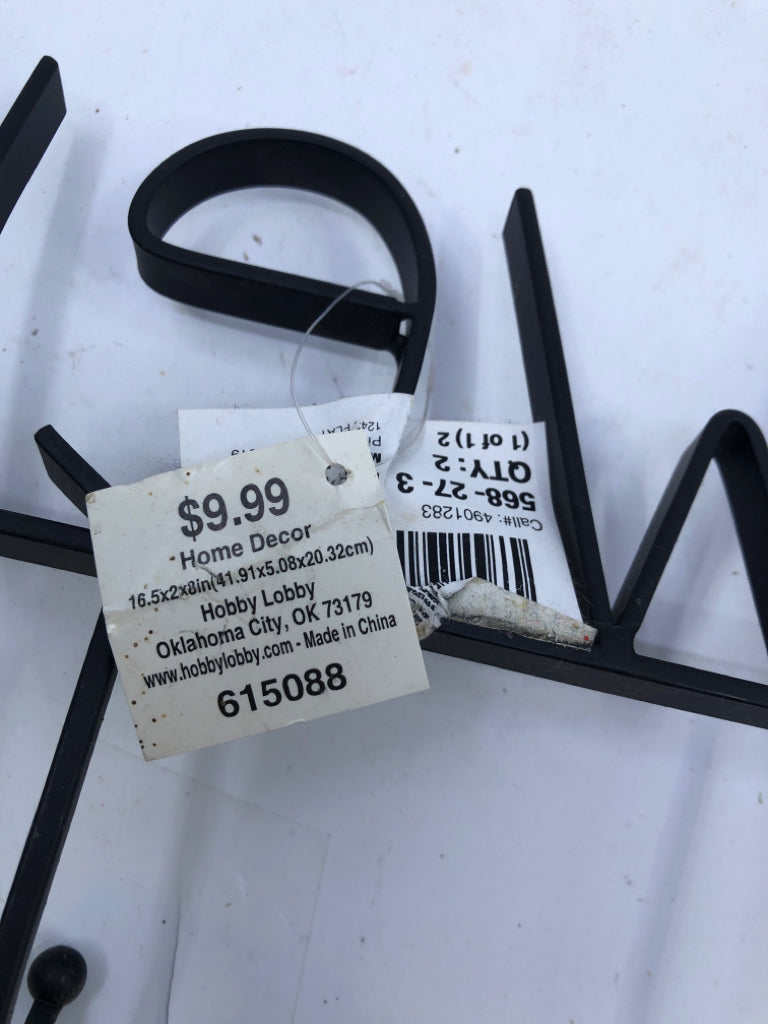 $9.99
Home Decor
16.5x2x8in(41.91x5.08x20.32cm)
Hobby Lobby
Oklahoma City, OK 73179
www.hobbylobby.com - Made in China
615088
Call#: 4901283
568-27-3
QTY: 2
(1 of 1) 2